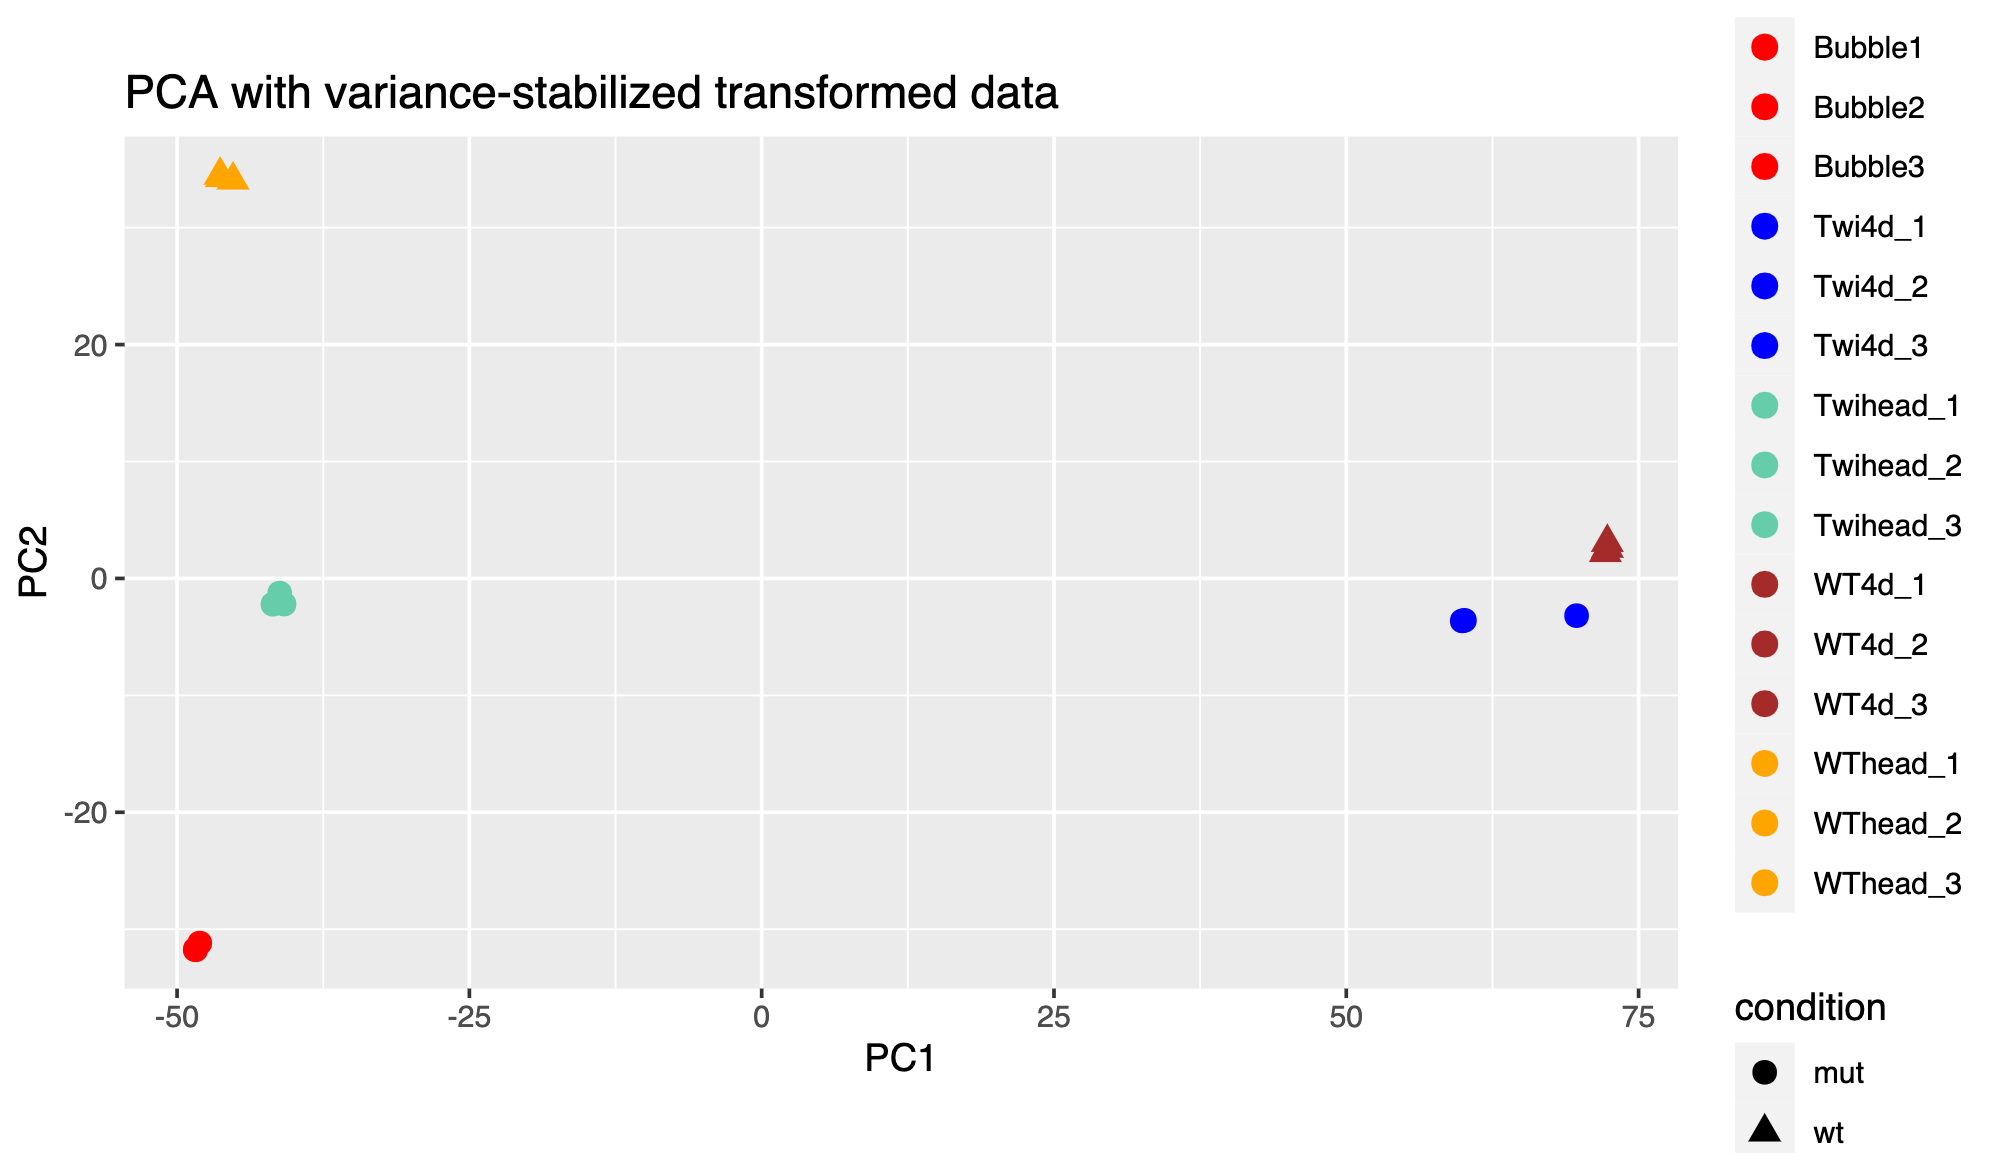 PCA with variance-stabilized transformed data
20
0
-20
PC2
-50 -25 0 25 50 75
PC1
Bubble1
Bubble2
Bubble3
Twi4d_1
Twi4d_2
Twi4d_3
Twihead_1
Twihead_2
Twihead_3
WT4d_1
WT4d_2
WT4d_3
WThead_1
WThead_2
WThead_3
condition
mut
wt